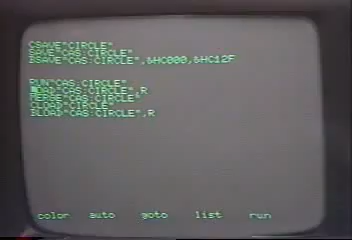 CSAVE"CIRCLE"
SAVE"CAS:CIRCLE"
BSAVE"CAS:CIRCLE",&HC000,&HC12F
RUN"CAS:CIRCLE"
LOAD"CAS:CIRCLE",R
MERGE"CAS:CIRCLE"
CLOAD"CIRCLE"
BLOAD"CAS:CIRCLE",R
color auto goto list run